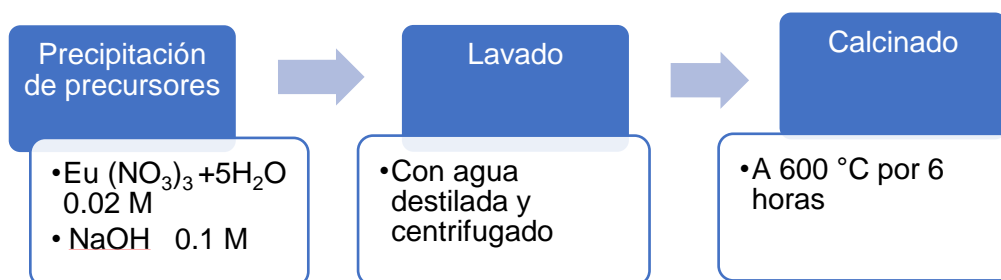 Precipitación
de precursores
•Eu (NO₃)₃ +5H₂O
0.02 M
• NaOH 0.1 M
Lavado
•Con agua
destilada y
centrifugado
Calcinado
•A 600 °C por 6
horas